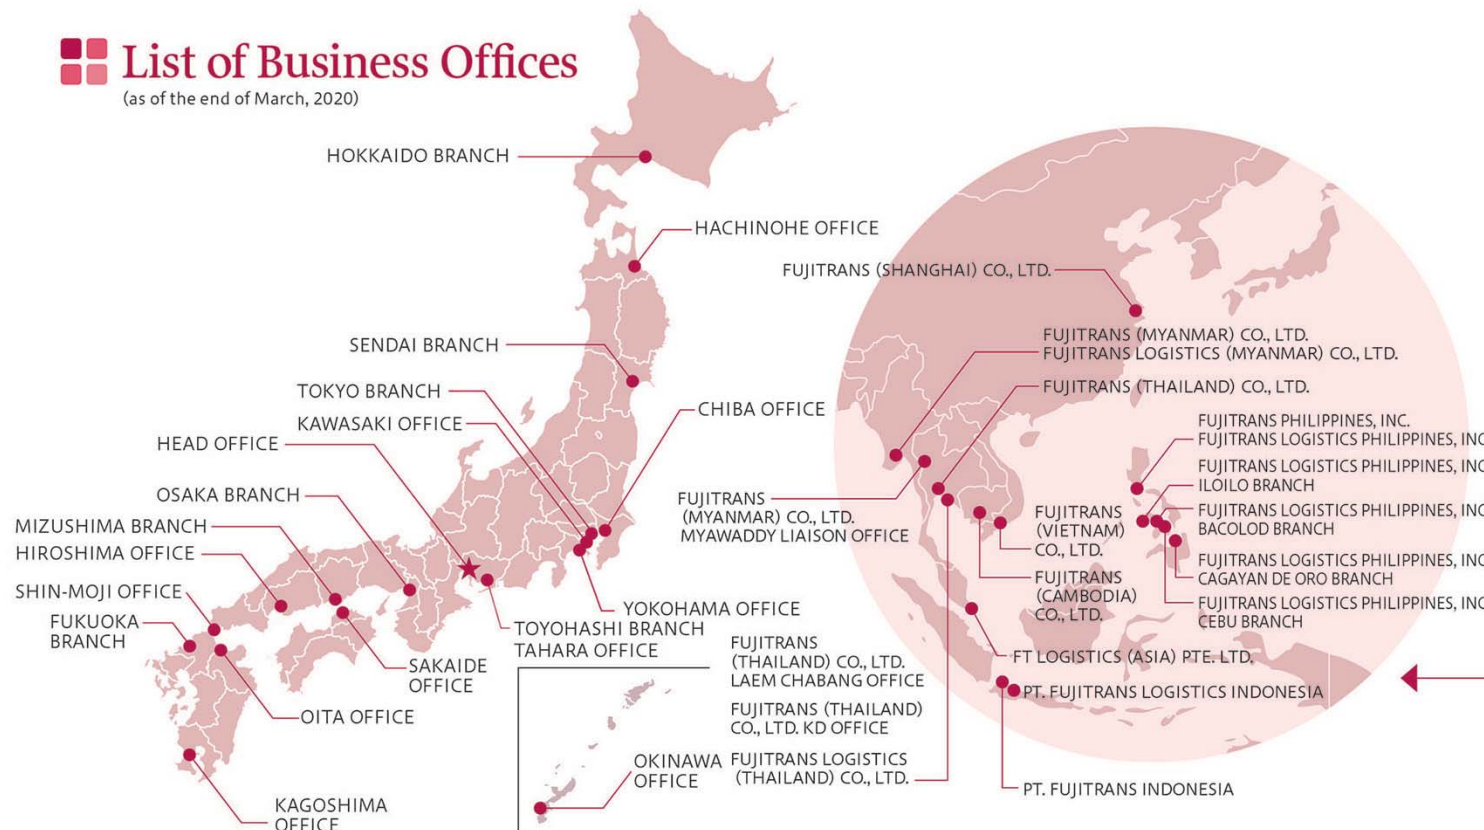 List of Business Offices
(as of the end of March, 2020)
HOKKAIDO BRANCH
HACHINOHE OFFICE
SENDAI BRANCH
TOKYO BRANCH
KAWASAKI OFFICE
HEAD OFFICE
OSAKA BRANCH
MIZUSHIMA BRANCH
HIROSHIMA OFFICE
SHIN-MOJI OFFICE
FUKUOKA
BRANCH
CHIBA OFFICE
YOKOHAMA OFFICE
TOYOHASHI BRANCH
TAHARA OFFICE
SAKAIDE
OFFICE
OITA OFFICE
KAGOSHIMA
OFFICE
OKINAWA
OFFICE
FUJITRANS (SHANGHAI) CO., LTD.
FUJITRANS (MYANMAR) CO., LTD.
FUJITRANS LOGISTICS (MYANMAR) CO., LTD.
FUJITRANS (THAILAND) CO., LTD.
FUJITRANS
(MYANMAR) CO., LTD.
MYAWADDY LIAISON OFFICE
FUJITRANS
(VIETNAM)
CO., LTD.
FUJITRANS
(CAMBODIA)
CO., LTD.
FUJITRANS PHILIPPINES, INC.
FUJITRANS LOGISTICS PHILIPPINES, INC
FUJITRANS LOGISTICS PHILIPPINES, INC
ILOILO BRANCH
FUJITRANS LOGISTICS PHILIPPINES, INC
BACOLOD BRANCH
FUJITRANS LOGISTICS PHILIPPINES, INC
CAGAYAN DE ORO BRANCH
FUJITRANS LOGISTICS PHILIPPINES, INC
CEBU BRANCH
FT LOGISTICS (ASIA) PTE. LTD.
PT. FUJITRANS LOGISTICS INDONESIA
PT. FUJITRANS INDONESIA
FUJITRANS
(THAILAND) CO., LTD.
LAEM CHABANG OFFICE
FUJITRANS (THAILAND)
CO., LTD. KD OFFICE
FUJITRANS LOGISTICS
(THAILAND) CO., LTD.